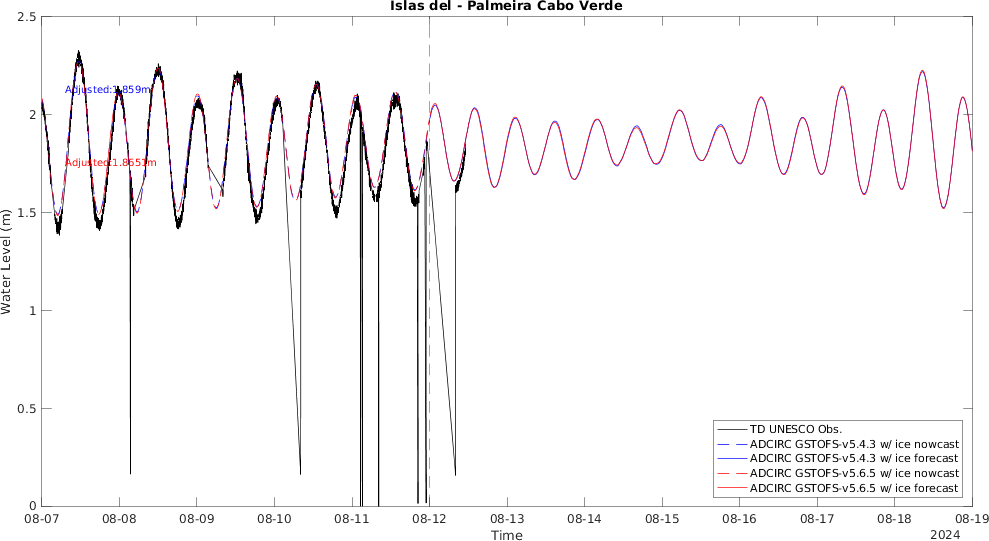 Islas del - Palmeira Cabo Verde
2.5
2
1.5
1
0.5
0
Water Level (m)
Adjusted:1.859m
Adjusted:1.8551m
TD UNESCO Obs.
ADCIRC GSTOFS-v5.4.3 w/ ice nowcast
ADCIRC GSTOFS-v5.4.3 w/ ice forecast
ADCIRC GSTOFS-v5.6.5 w/ ice nowcast
ADCIRC GSTOFS-v5.6.5 w/ ice forecast
08-07 08-08 08-09 08-10 08-11 08-12 08-13 08-14 08-15 08-16 08-17 08-18 08-19
Time
2024